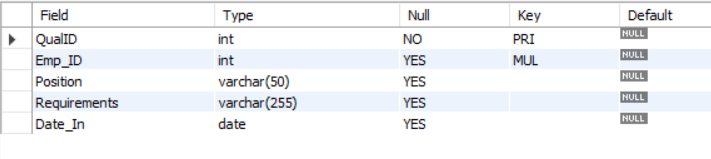 Field Type Null Key Default
QualID int NO PRI NULL
Emp_ID int YES MUL NULL
Position varchar(50) YES NULL
Requirements varchar(255) YES NULL
Date_In date YES NULL